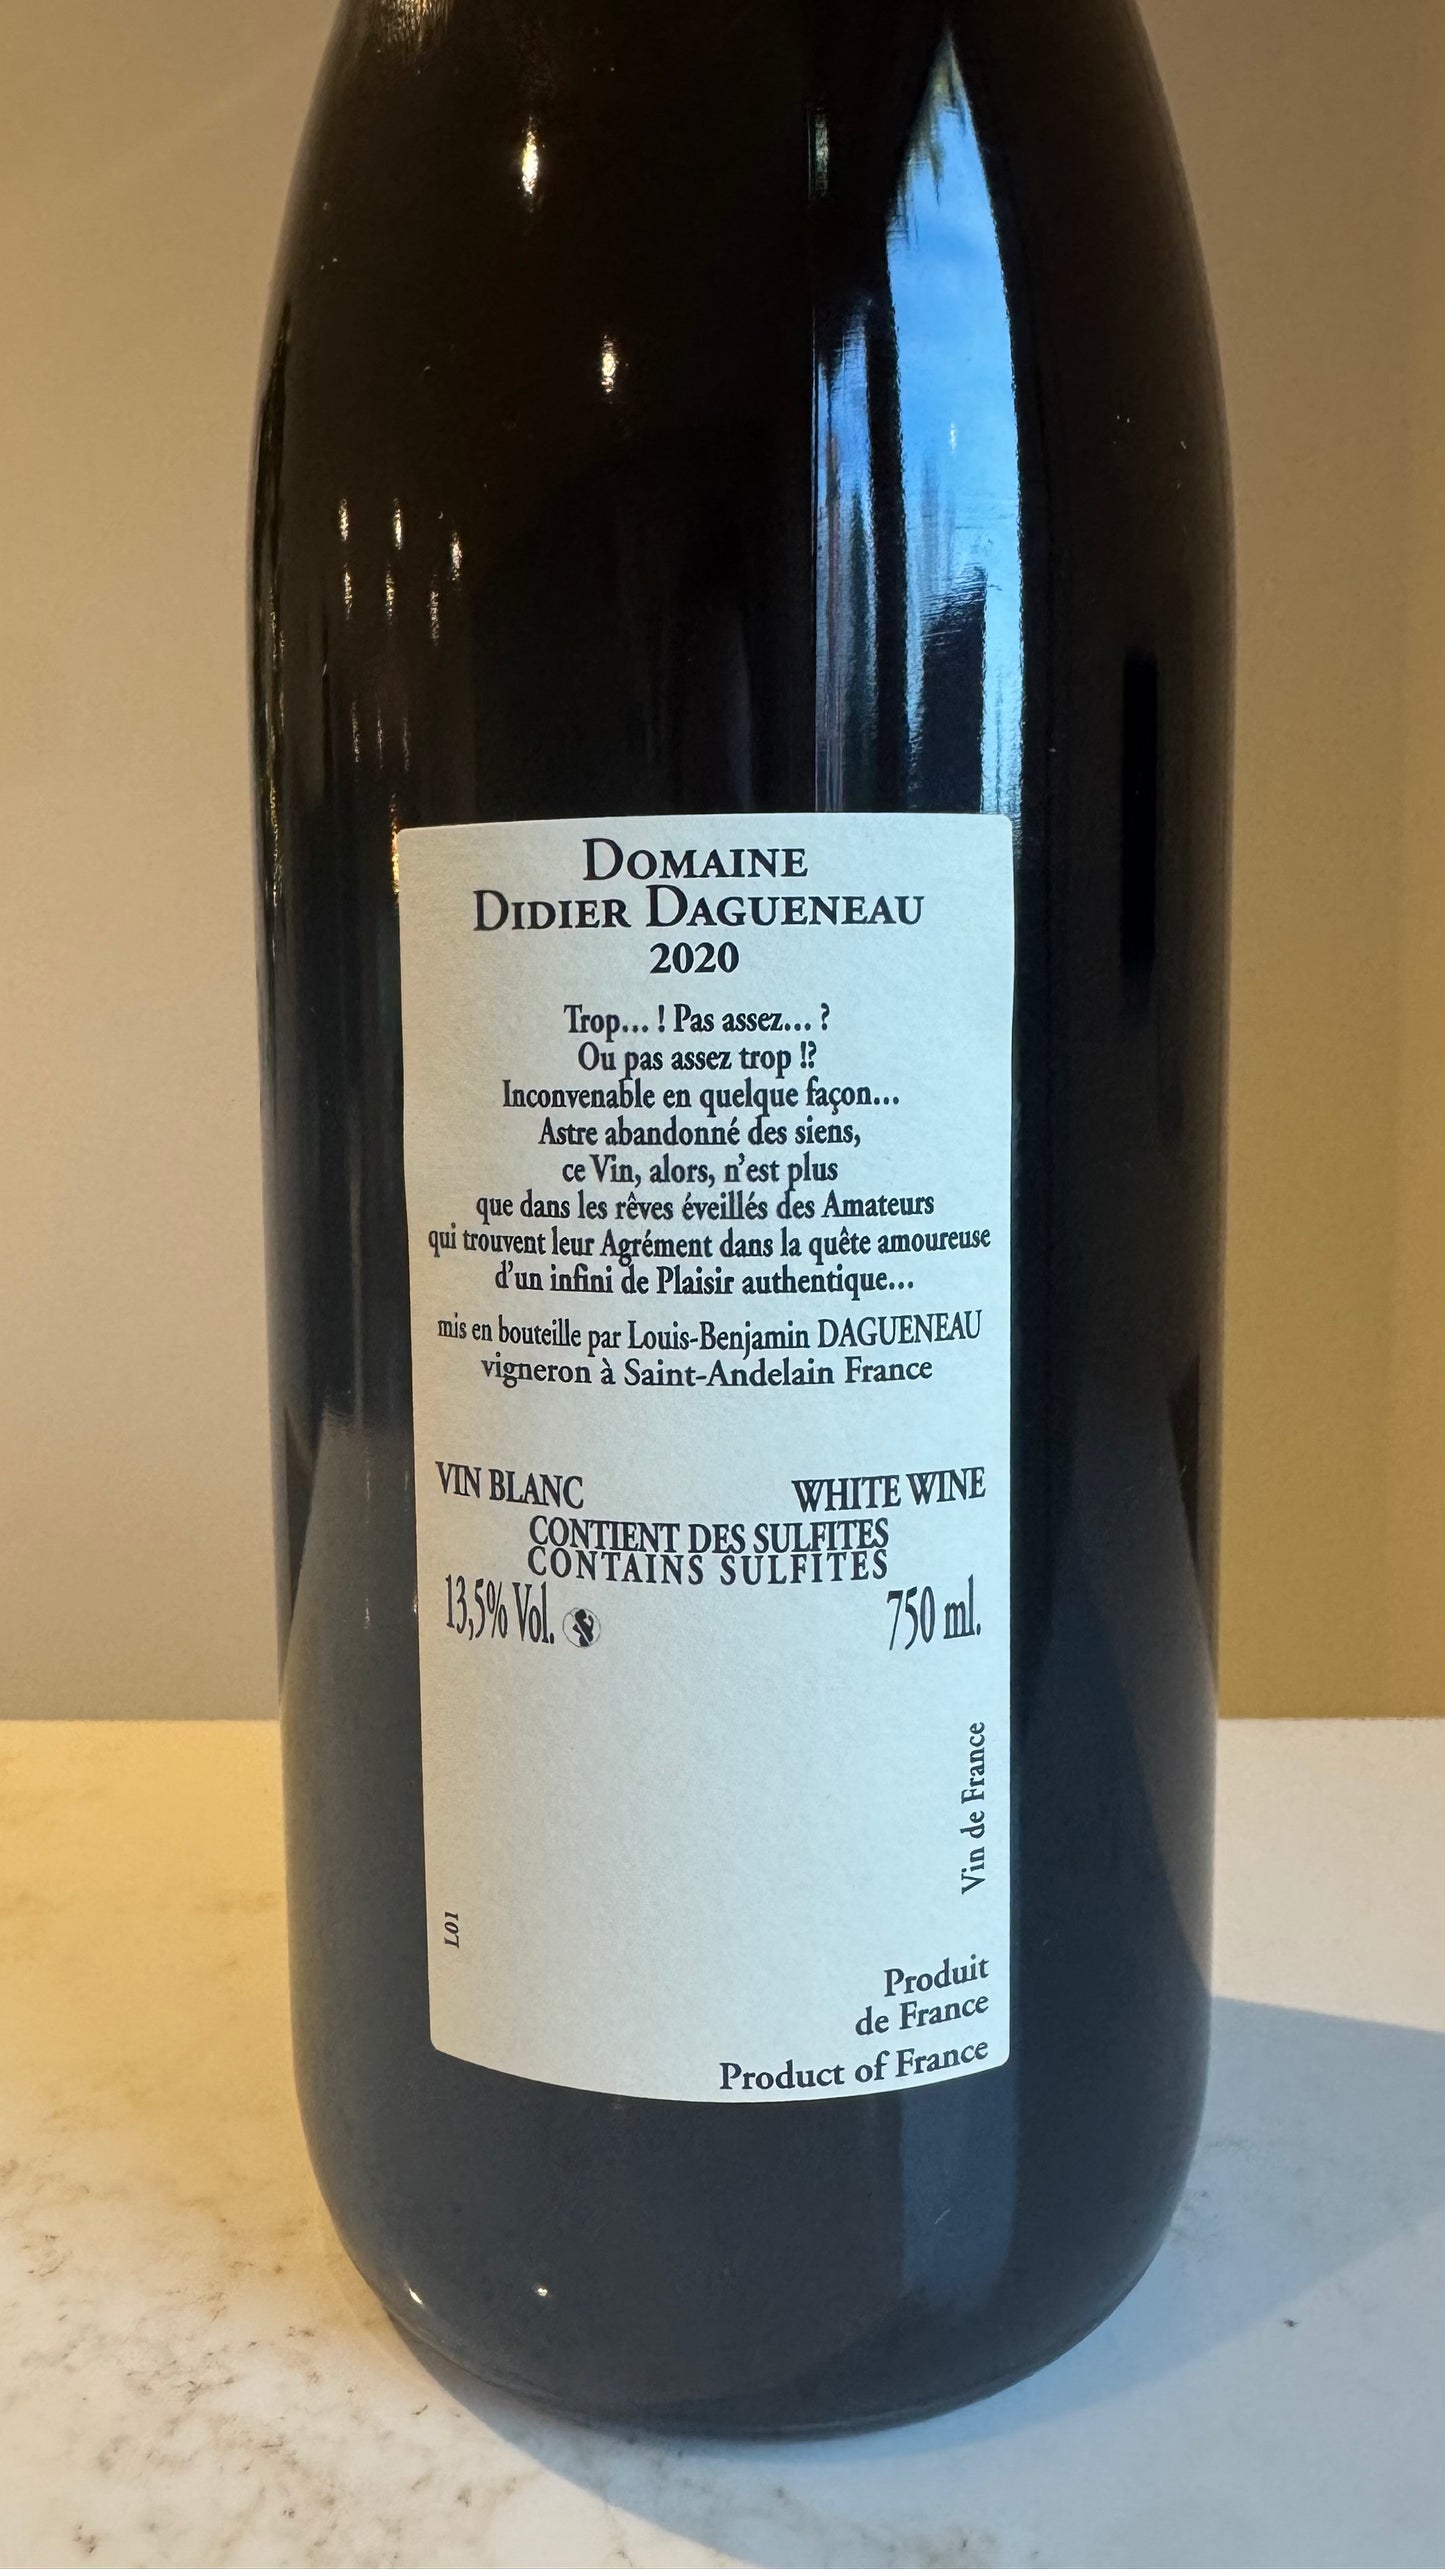 DOMAINE
DIDIER DAGUENEAU
2020
Trop... ! Pas assez... ?
Ou pas assez trop !?
Inconvenable en quelque façon...
Astre abandonné des siens,
ce Vin, alors, n'est plus
que dans les rêves éveillés des Amateurs
qui trouvent leur Agrément dans la quête amoureuse
d'un infini de Plaisir authentique...
mis en bouteille par Louis-Benjamin DAGUENEAU
vigneron à Saint-Andelain France
VIN BLANC WHITE WINE
CONTIENT DES SULFITES
CONTAINS SULFITES
13,5% Vol. 750 ml.
Vin de France
L01
Produit
de France
Product of France